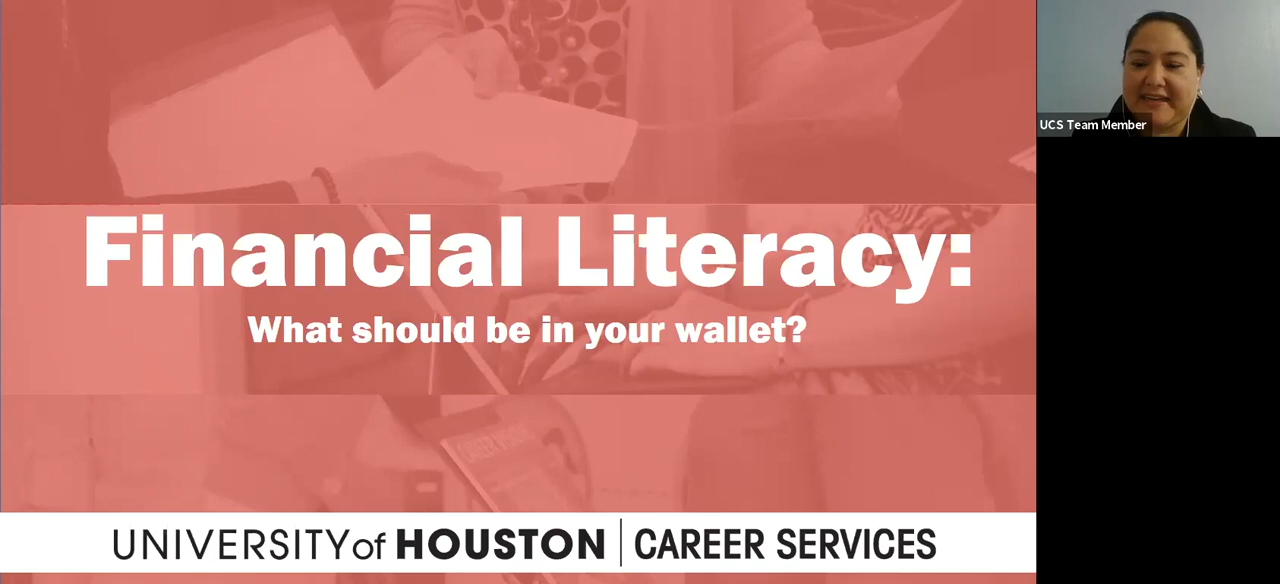 Financial Literacy:
What should be in your wallet?
UNIVERSITY of HOUSTON | CAREER SERVICES
UCS Team Member